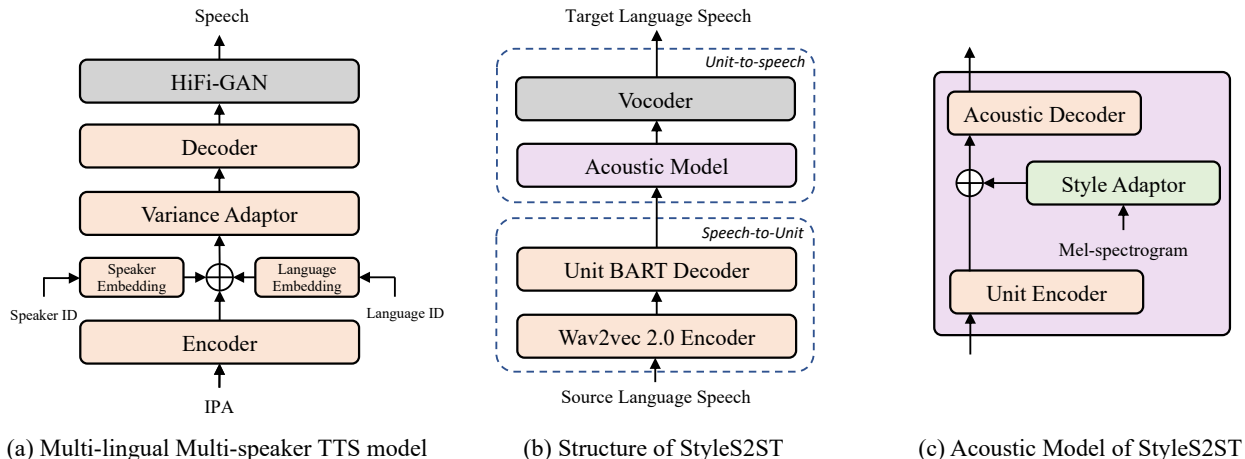 Speech
HiFi-GAN
Decoder
Variance Adaptor
Speaker
Embedding
Language
Embedding
Speaker ID
Language ID
Encoder
IPA
(a) Multi-lingual Multi-speaker TTS model
Target Language Speech
Unit-to-speech
Vocoder
Acoustic Model
Speech-to-Unit
Unit BART Decoder
Wav2vec 2.0 Encoder
Source Language Speech
(b) Structure of StyleS2ST
Acoustic Decoder
Style Adaptor
Mel-spectrogram
Unit Encoder
(c) Acoustic Model of StyleS2ST